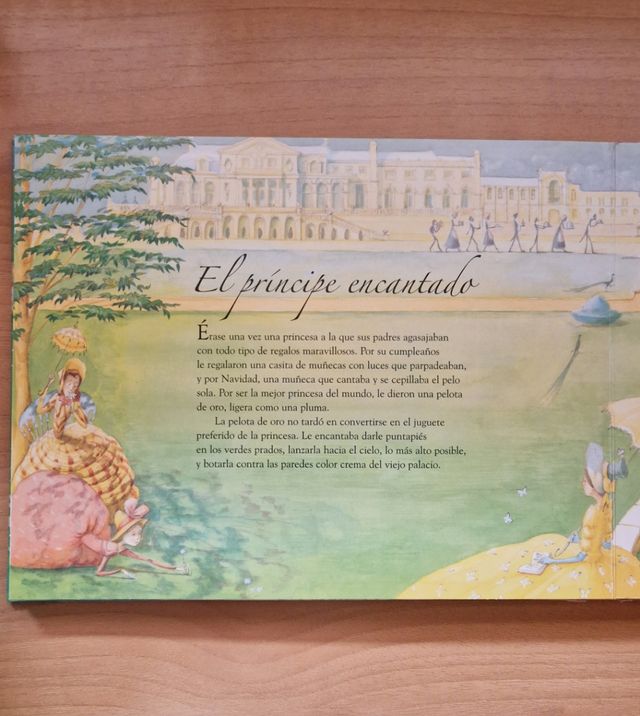 El príncipe encantado
Érase una vez una princesa a la que sus padres agasajaban
con todo tipo de regalos maravillosos. Por su cumpleaños
le regalaron una casita de muñecas con luces que parpadeaban,
y por Navidad, una muñeca que cantaba y se cepillaba el pelo
sola. Por ser la mejor princesa del mundo, le dieron una pelota
de oro, ligera como una pluma.
La pelota de oro no tardó en convertirse en el juguete
preferido de la princesa. Le encantaba darle puntapiés
en los verdes prados, lanzarla hacia el cielo, lo más alto posible,
y botarla contra las paredes color crema del viejo palacio.